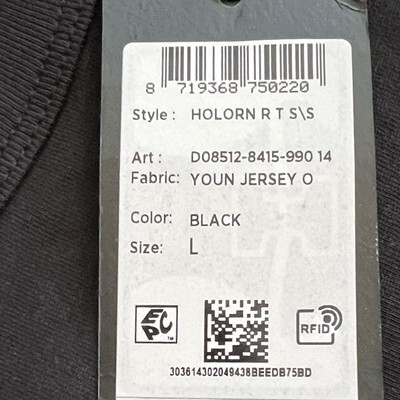 8 719368 750220
Style : HOLORN R T S\S
Art : D08512-8415-990 14
Fabric: YOUN JERSEY O
Color: BLACK
Size: L
EPC TM
RFID
303614302049438BEEDB75BD